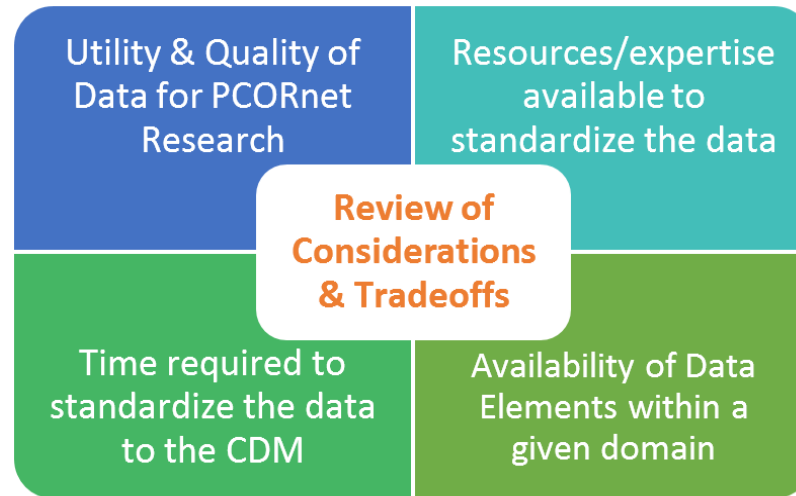 Utility & Quality of
Data for PCORnet
Research
Resources/expertise
available to
standardize the data
Review of
Considerations
& Tradeoffs
Time required to
standardize the data
to the CDM
Availability of Data
Elements within a
given domain